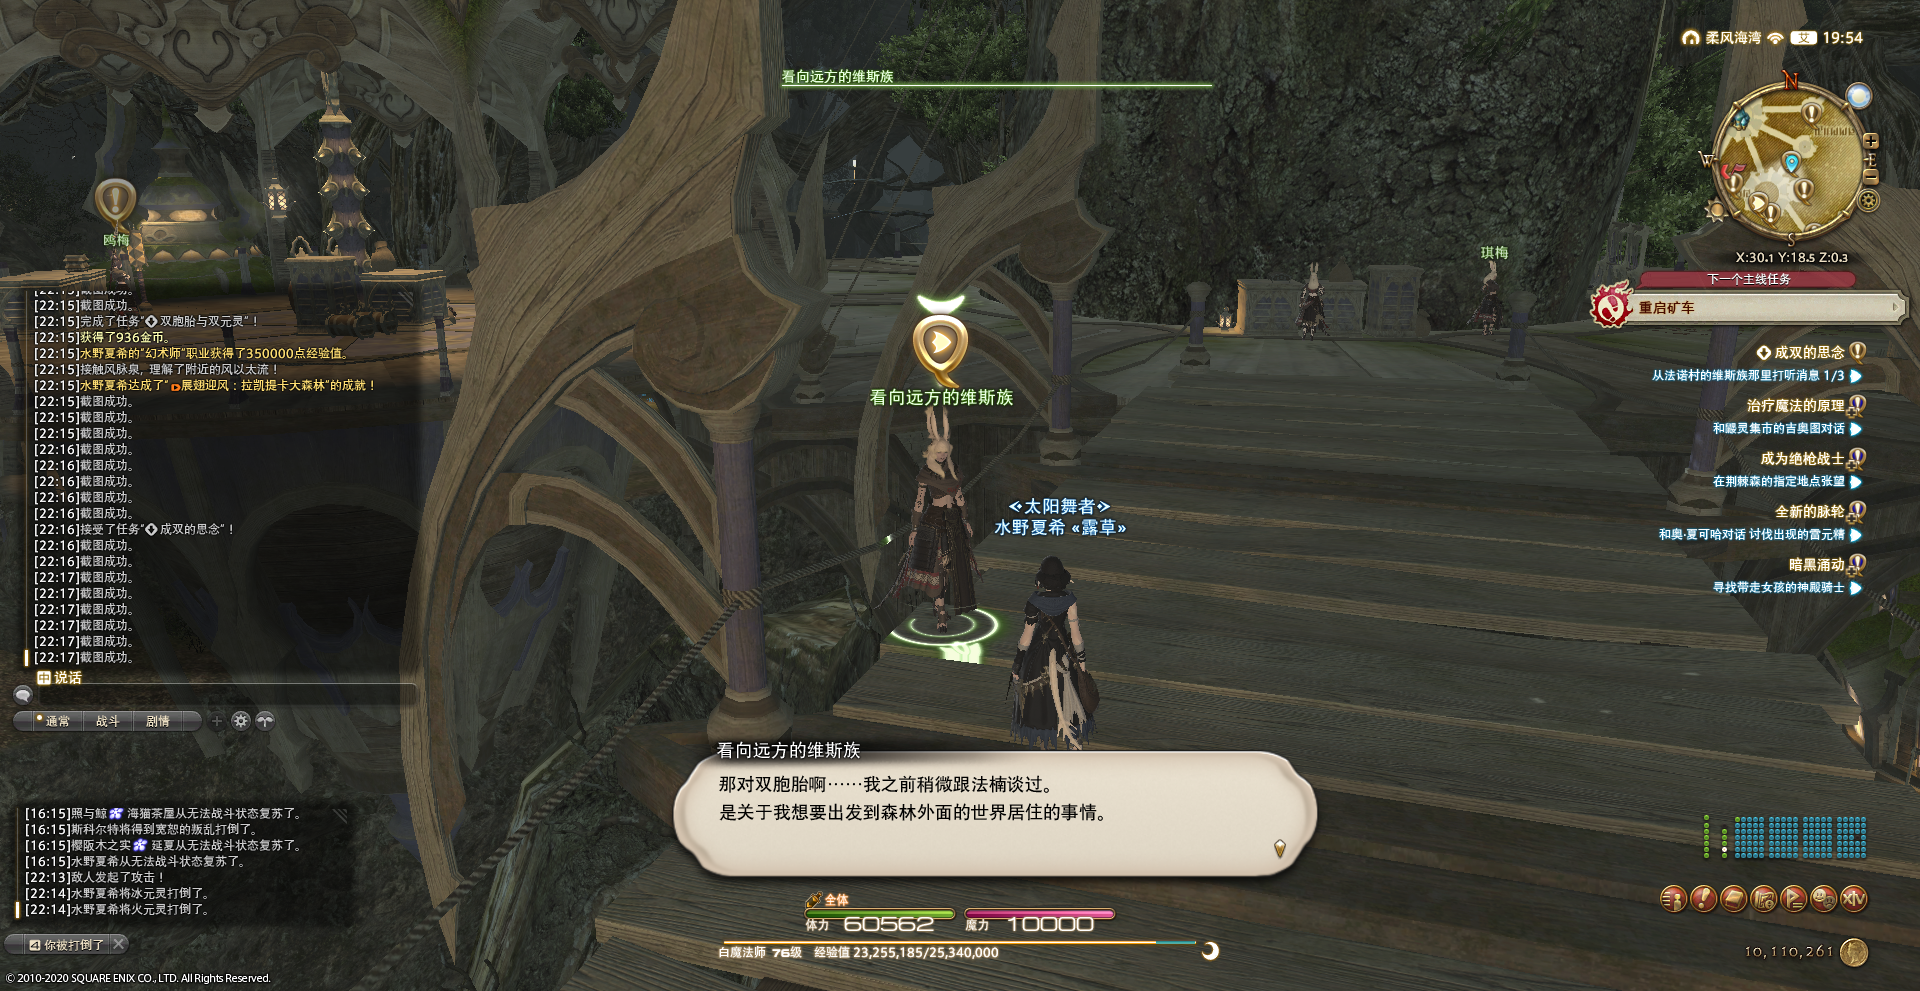 看向远方的维斯族
柔风海湾 艾 19:54
N
W
E
S
X:30.1 Y:18.5 Z:0.3
下一个主线任务
重启矿车
成双的思念
从法诺村的维斯族那里打听消息 1/3
治疗魔法的原理
和鼹灵集市的吉奥图对话
成为绝枪战士
在荆棘森的指定地点张望
全新的脉轮
和奥·夏可哈对话 讨伐出现的雷元精
暗黑涌动
寻找带走女孩的神殿骑士
鸥梅
琪梅
看向远方的维斯族
<太阳舞者>
水野夏希 «露草»
[22:15]截图成功。
[22:15]截图成功。
[22:15]完成了任务“双胞胎与双元灵”！
[22:15]获得了936金币。
[22:15]水野夏希的“幻术师”职业获得了350000点经验值。
[22:15]接触风脉泉，理解了附近的风以太流！
[22:15]水野夏希达成了“展翅迎风：拉凯提卡大森林”的成就！
[22:15]截图成功。
[22:15]截图成功。
[22:15]截图成功。
[22:16]截图成功。
[22:16]截图成功。
[22:16]截图成功。
[22:16]截图成功。
[22:16]截图成功。
[22:16]接受了任务“成双的思念”！
[22:16]截图成功。
[22:16]截图成功。
[22:17]截图成功。
[22:17]截图成功。
[22:17]截图成功。
[22:17]截图成功。
[22:17]截图成功。
[22:17]截图成功。
说话
通常 战斗 剧情
看向远方的维斯族
那对双胞胎啊……我之前稍微跟法楠谈过。
是关于我想要出发到森林外面的世界居住的事情。
[16:15]照与鲸 海猫茶屋从无法战斗状态复苏了。
[16:15]斯科尔特将得到宽恕的叛乱打倒了。
[16:15]樱阪木之实 延夏从无法战斗状态复苏了。
[16:15]水野夏希从无法战斗状态复苏了。
[22:13]敌人发起了攻击！
[22:14]水野夏希将冰元灵打倒了。
[22:14]水野夏希将火元灵打倒了。
4 你被打倒了
全体
体力 60562 魔力 10000
白魔法师 76级 经验值 23,255,185/25,340,000
10,110,261
© 2010-2020 SQUARE ENIX CO., LTD. All Rights Reserved.